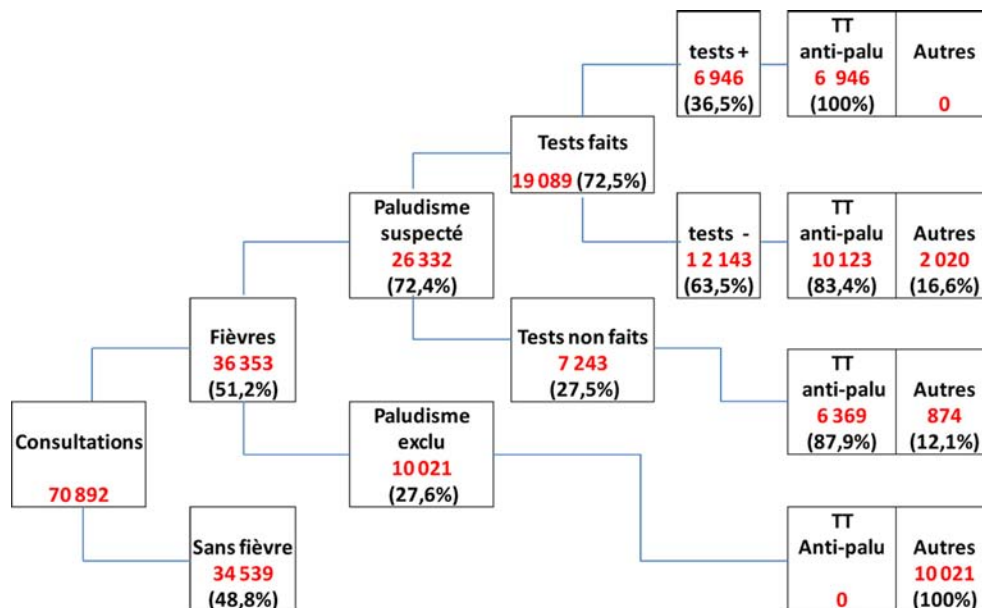 Consultations
70 892
Fièvres
36 353
(51,2%)
Sans fièvre
34 539
(48,8%)
Paludisme
suspecté
26 332
(72,4%)
Paludisme
exclu
10 021
(27,6%)
Tests faits
19 089 (72,5%)
Tests non faits
7 243
(27,5%)
tests +
6 946
(36,5%)
tests -
1 2 143
(63,5%)
TT
anti-palu
6 946
(100%)
Autres
0
TT
anti-palu
10 123
(83,4%)
Autres
2 020
(16,6%)
TT
anti-palu
6 369
(87,9%)
Autres
874
(12,1%)
TT
Anti-palu
0
Autres
10 021
(100%)